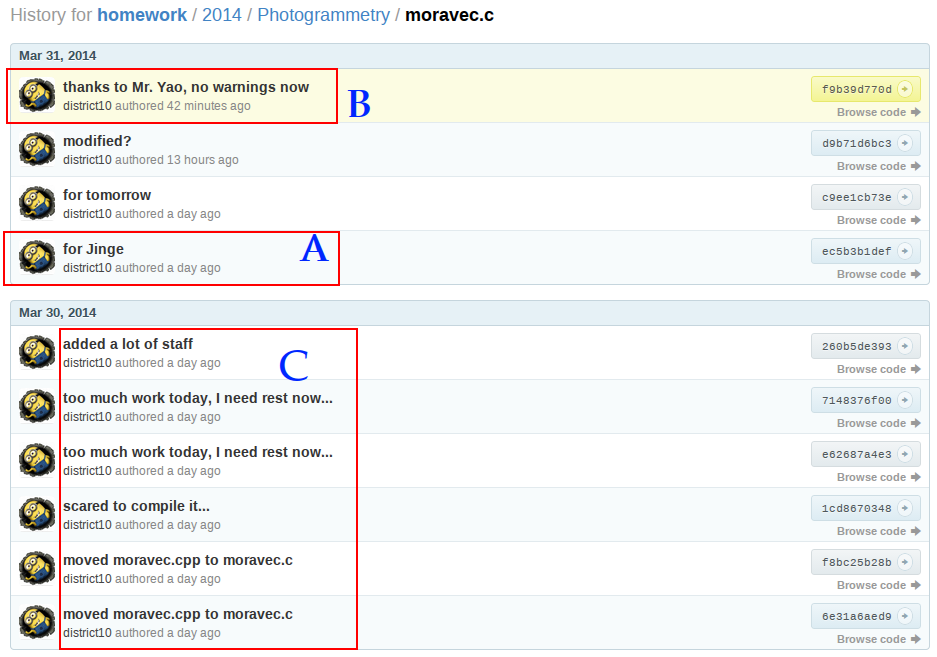 History for homework / 2014 / Photogrammetry / moravec.c
Mar 31, 2014
thanks to Mr. Yao, no warnings now
district10 authored 42 minutes ago
B
f9b39d770d
Browse code
modified?
district10 authored 13 hours ago
d9b71d6bc3
Browse code
for tomorrow
district10 authored a day ago
c9ee1cb73e
Browse code
for Jinge
district10 authored a day ago
A
ec5b3b1def
Browse code
Mar 30, 2014
added a lot of staff
district10 authored a day ago
C
260b5de393
Browse code
too much work today, I need rest now...
district10 authored a day ago
7148376f00
Browse code
too much work today, I need rest now...
district10 authored a day ago
e62687a4e3
Browse code
scared to compile it...
district10 authored a day ago
1cd8670348
Browse code
moved moravec.cpp to moravec.c
district10 authored a day ago
f8bc25b28b
Browse code
moved moravec.cpp to moravec.c
district10 authored a day ago
6e31a6aed9
Browse code